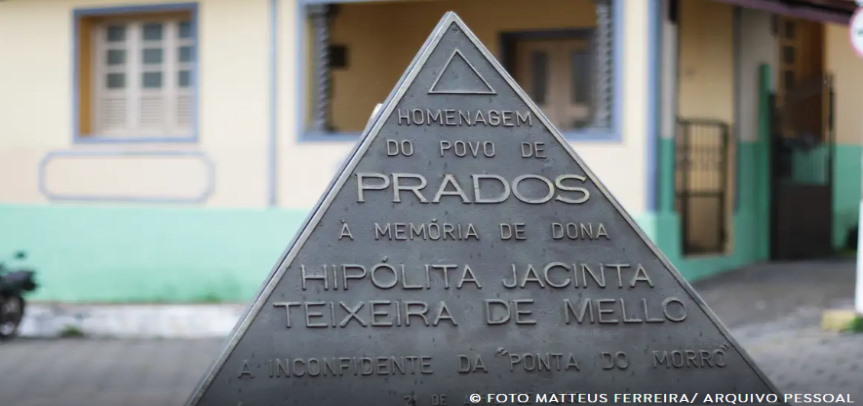 HOMENAGEM
DO POVO DE
PRADOS
À MEMÓRIA DE DONA
HIPÓLITA JACINTA
TEIXEIRA DE MELLO
A INCONFIDENTE DA "PONTA DO MORRO"
DE
© FOTO MATTEUS FERREIRA/ ARQUIVO PESSOAL